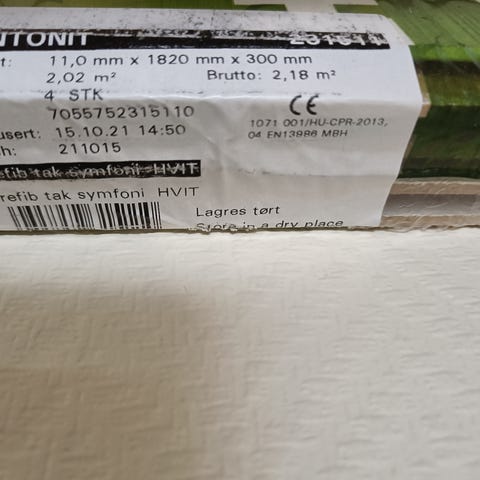 NTONIT
t: 11,0 mm x 1820 mm x 300 mm
2,02 m² Brutto: 2,18 m²
4 STK
7055752315110
usert: 15.10.21 14:50
h: 211015
CE
1071 001/HU-CPR-2013,
04 EN13986 MBH
refib tak symfoni HVIT
refib tak symfoni HVIT
Lagres tørt
Store in a dry place